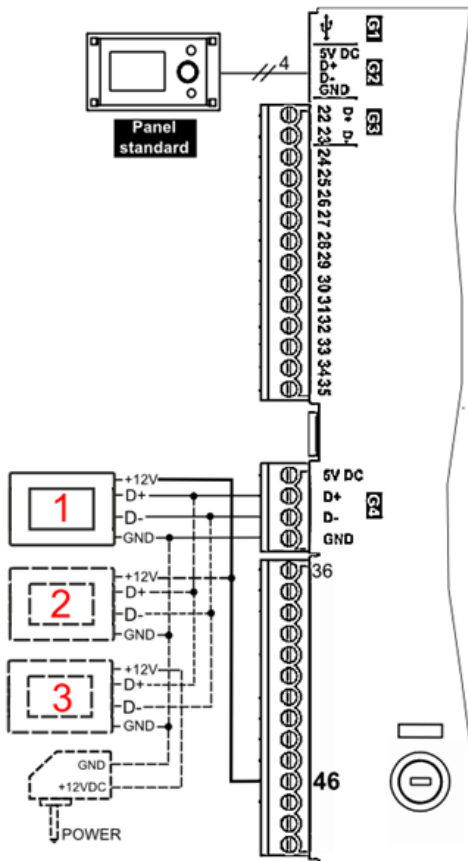 G1
5V DC
D+
D-
GND
G2
4
Panel
standard
22 D+
23 D-
G3
24
25
26
27
28
29
30
31
32
33
34
35
5V DC
D+
D-
GND
G4
1
+12V
D+
D-
GND
2
+12V
D+
D-
GND
3
+12V
D+
D-
GND
36
46
GND
+12VDC
POWER